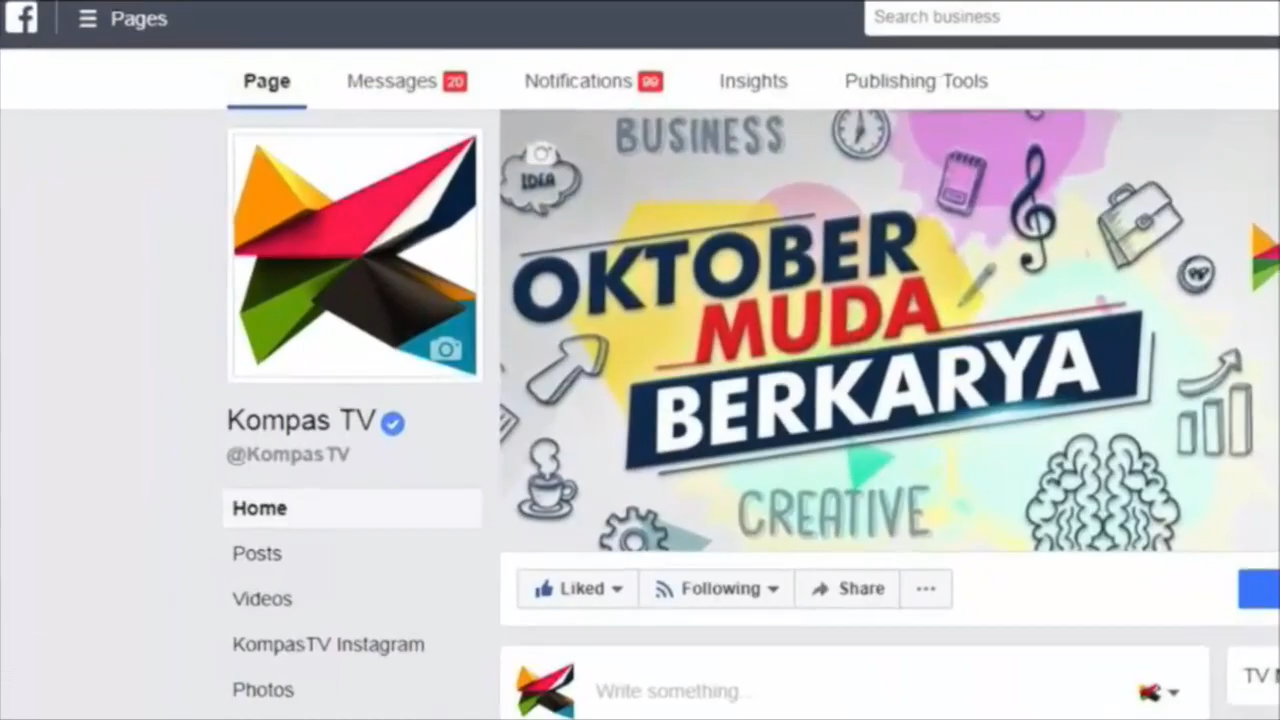 Pages
Search business
Page
Messages 20
Notifications 99
Insights
Publishing Tools
BUSINESS
IDEA
OKTOBER
MUDA
BERKARYA
CREATIVE
Kompas TV
@KompasTV
Home
Posts
Videos
KompasTV Instagram
Photos
Liked
Following
Share
Write something...
TV